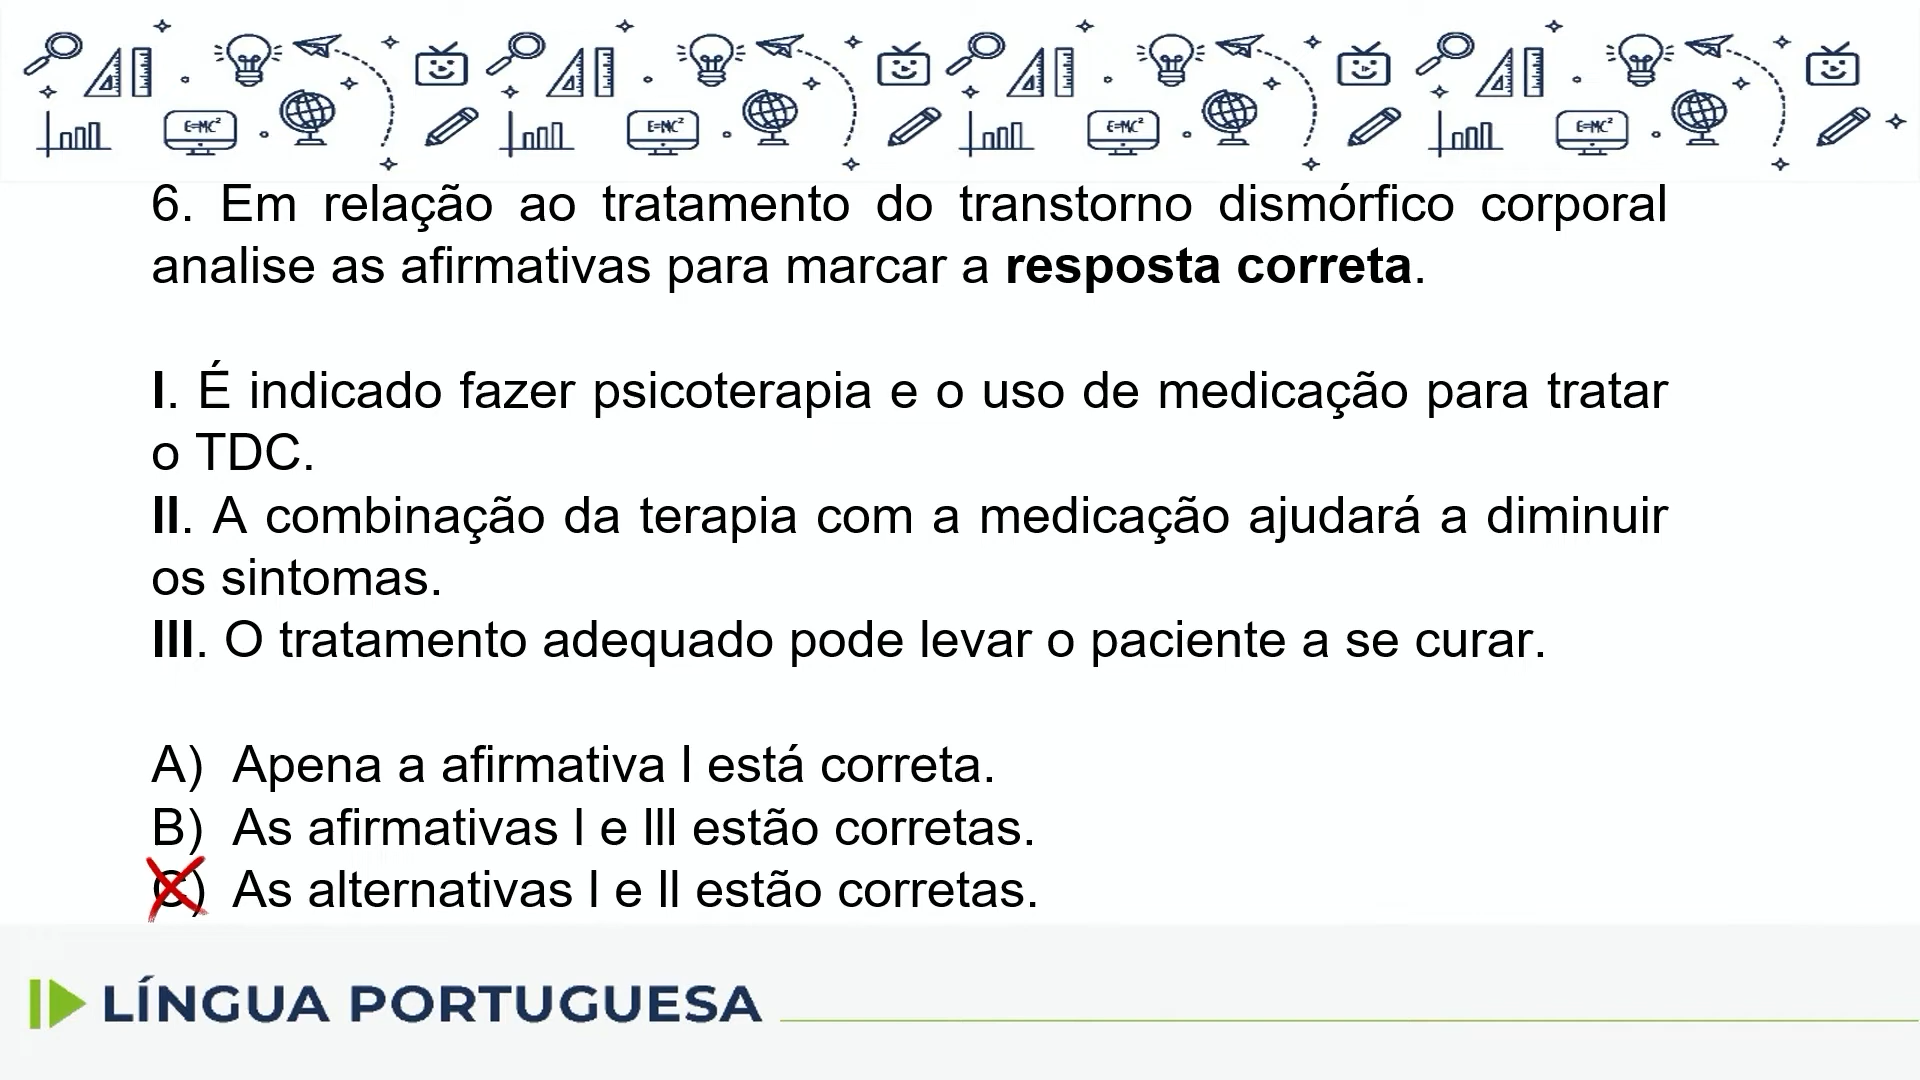 E=MC² E=MC² E=MC² E=MC²
6. Em relação ao tratamento do transtorno dismórfico corporal
analise as afirmativas para marcar a resposta correta.
I. É indicado fazer psicoterapia e o uso de medicação para tratar
o TDC.
II. A combinação da terapia com a medicação ajudará a diminuir
os sintomas.
III. O tratamento adequado pode levar o paciente a se curar.
A) Apena a afirmativa I está correta.
B) As afirmativas I e III estão corretas.
C) As alternativas I e II estão corretas.
LÍNGUA PORTUGUESA